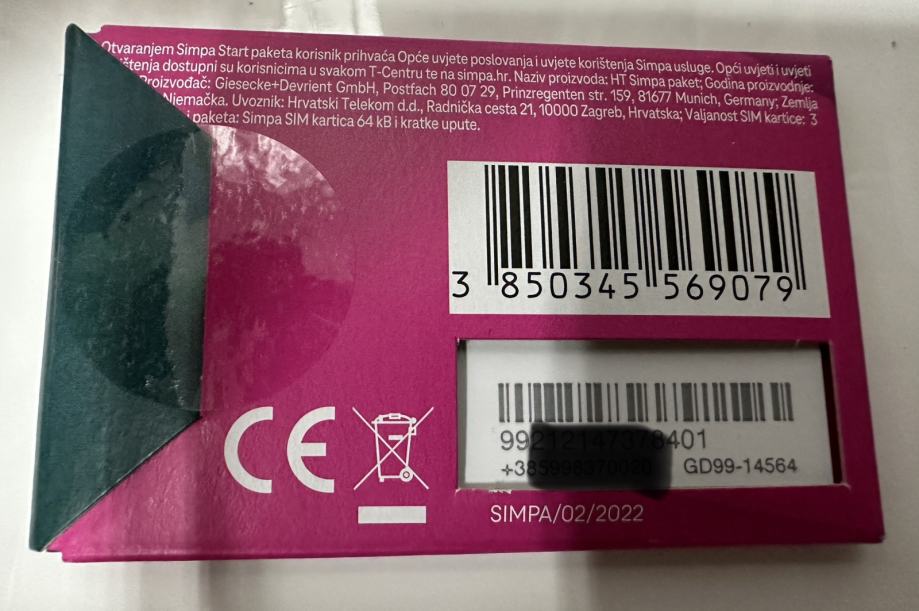 Otvaranjem Simpa Start paketa korisnik prihvaća Opće uvjete poslovanja i uvjete korištenja Simpa usluge. Opći uvjeti i uvjeti
dostupni su korisnicima u svakom T-Centru te na simpa.hr. Naziv proizvoda: HT Simpa paket; Godina proizvodnje:
Proizvođač: Giesecke+Devrient GmbH, Postfach 80 07 29, Prinzregenten str. 159, 81677 Munich, Germany; Zemlja
Njemačka. Uvoznik: Hrvatski Telekom d.d., Radnička cesta 21, 10000 Zagreb, Hrvatska; Valjanost SIM kartice: 3
i paketa: Simpa SIM kartica 64 kB i kratke upute.
3 850345 569079
GD99-14564
CE
SIMPA/02/2022